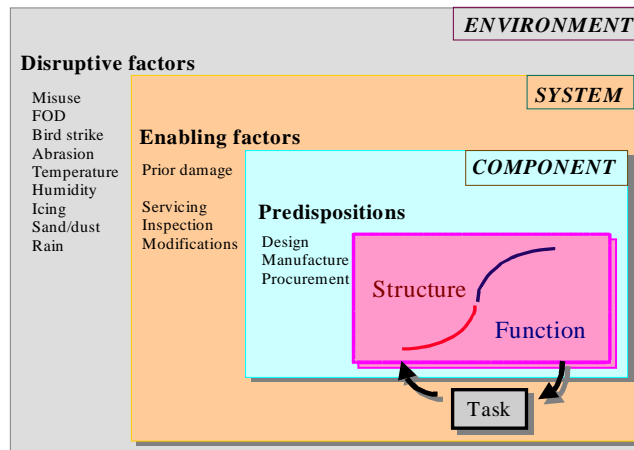 ENVIRONMENT
Disruptive factors
Misuse
FOD
Bird strike
Abrasion
Temperature
Humidity
Icing
Sand/dust
Rain
SYSTEM
Enabling factors
Prior damage
Servicing
Inspection
Modifications
COMPONENT
Predispositions
Design
Manufacture
Procurement
Structure
Function
Task